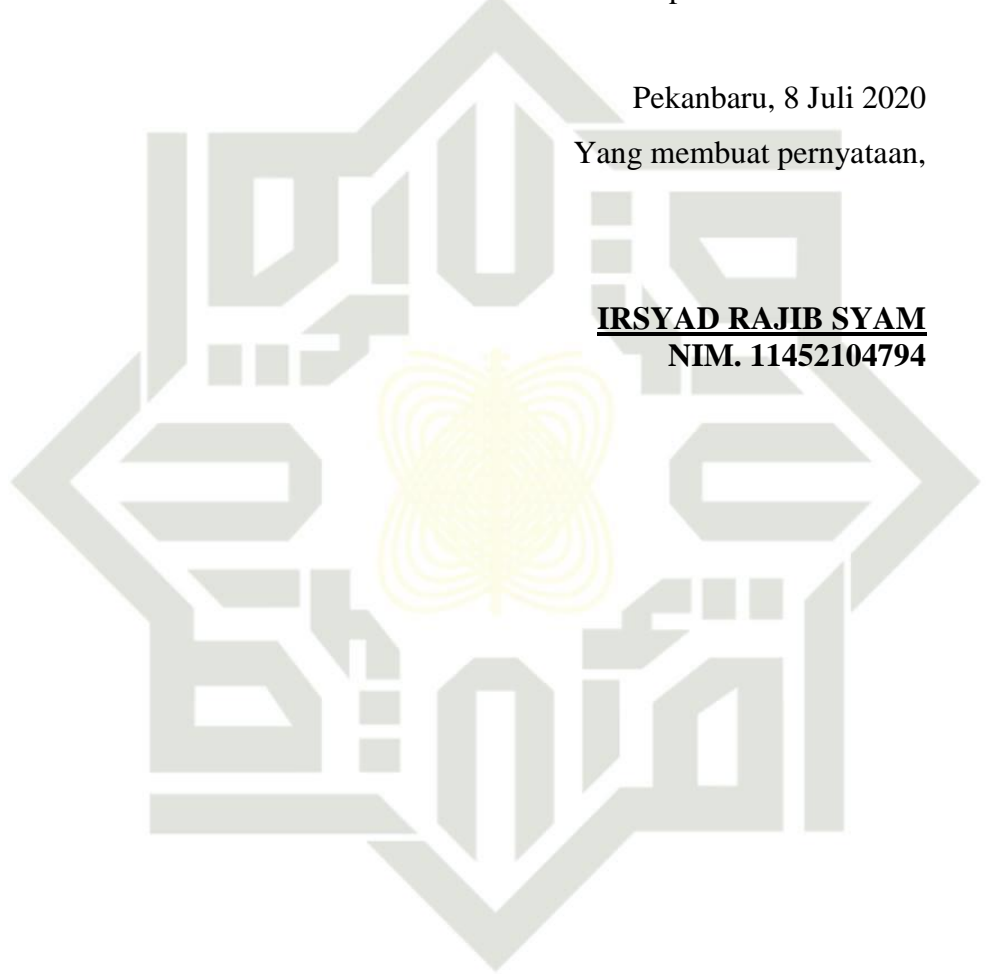 Pekanbaru, 8 Juli 2020
Yang membuat pernyataan,
IRSYAD RAJIB SYAM
NIM. 11452104794